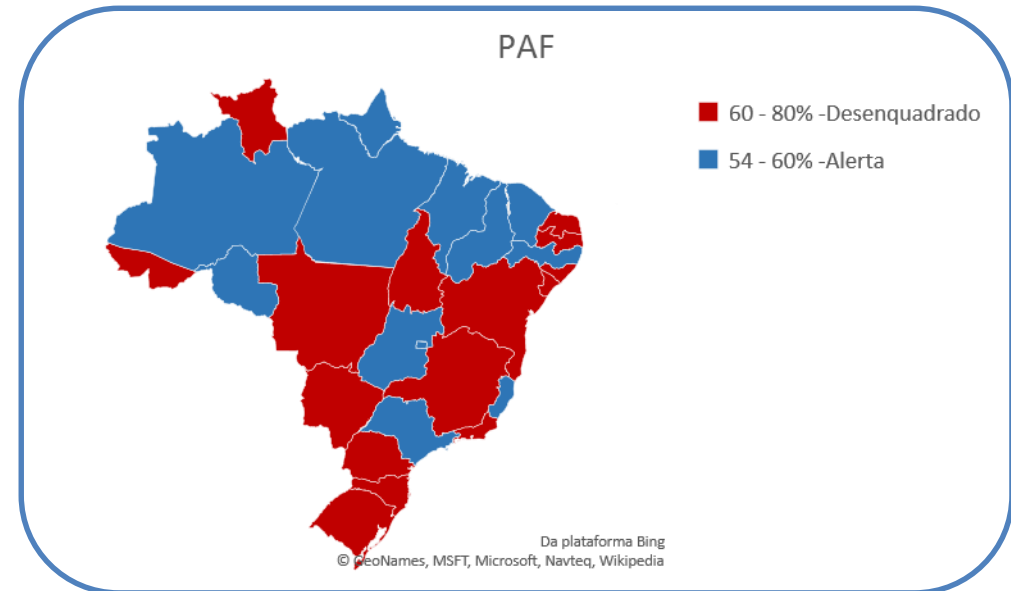 PAF
60 - 80% -Desenquadrado
54 - 60% -Alerta
Da plataforma Bing
© GeoNames, MSFT, Microsoft, Navteq, Wikipedia